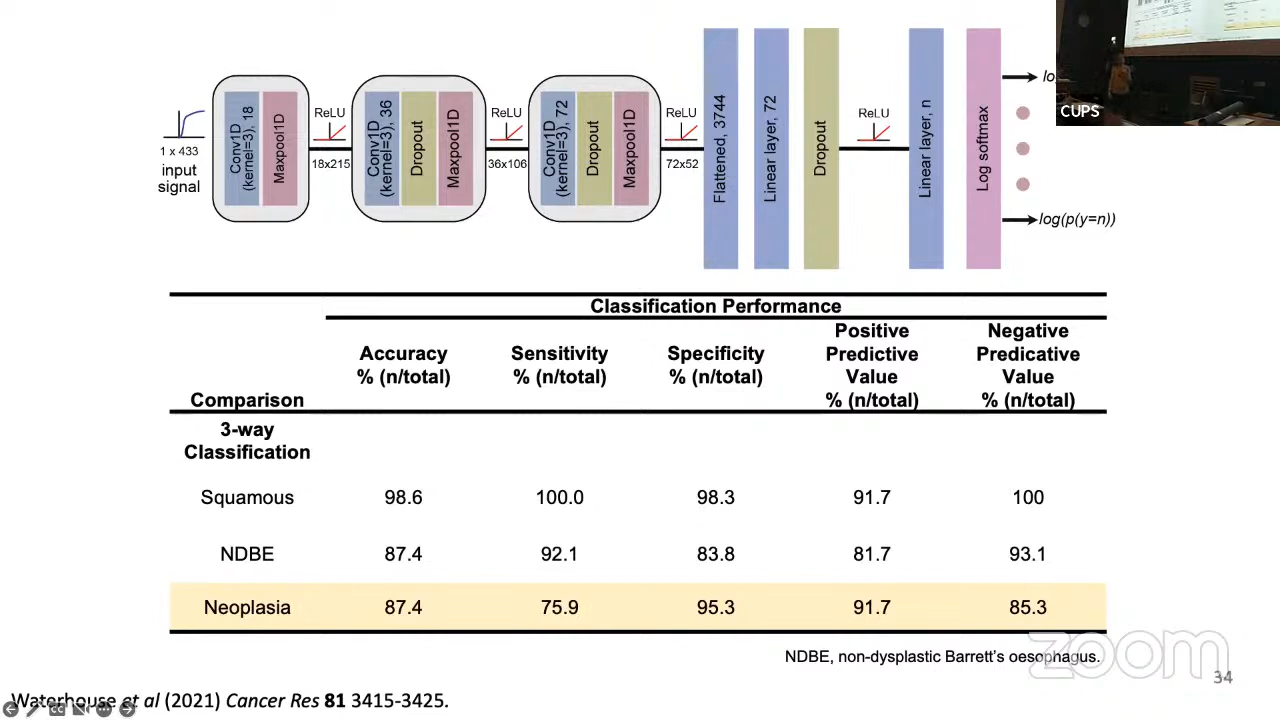 1 x 433
input
signal
Conv1D
(kernel=3), 18
Maxpool1D
ReLU
18x215
Conv1D
(kernel=3), 36
Dropout
Maxpool1D
ReLU
36x106
Conv1D
(kernel=3), 72
Dropout
Maxpool1D
ReLU
72x52
Flattened, 3744
Linear layer, 72
Dropout
ReLU
Linear layer, n
Log softmax
log(p(y=n))
CUPS
Classification Performance
Comparison
Accuracy
% (n/total)
Sensitivity
% (n/total)
Specificity
% (n/total)
Positive
Predictive
Value
% (n/total)
Negative
Predicative
Value
% (n/total)
3-way
Classification
Squamous 98.6 100.0 98.3 91.7 100
NDBE 87.4 92.1 83.8 81.7 93.1
Neoplasia 87.4 75.9 95.3 91.7 85.3
NDBE, non-dysplastic Barrett's oesophagus.
zoom
34
Waterhouse et al (2021) Cancer Res 81 3415-3425.